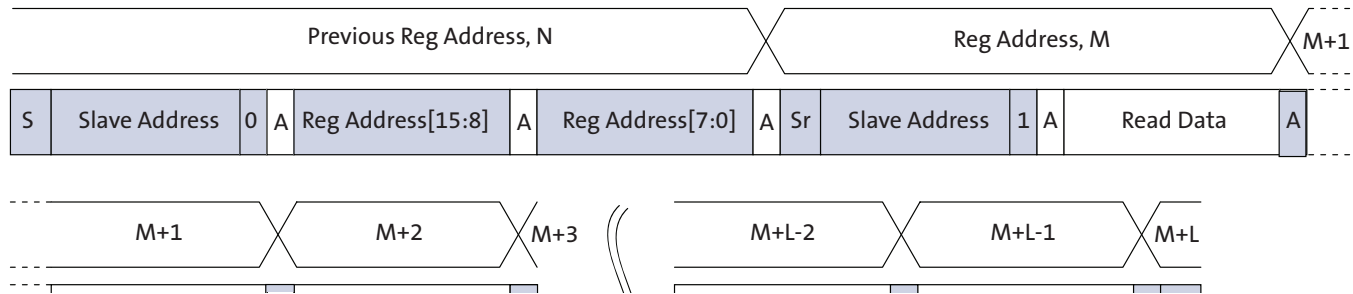 Previous Reg Address, N Reg Address, M M+1
S Slave Address 0 A Reg Address[15:8] A Reg Address[7:0] A Sr Slave Address 1 A Read Data A
M+1 M+2 M+3 M+L-2 M+L-1 M+L